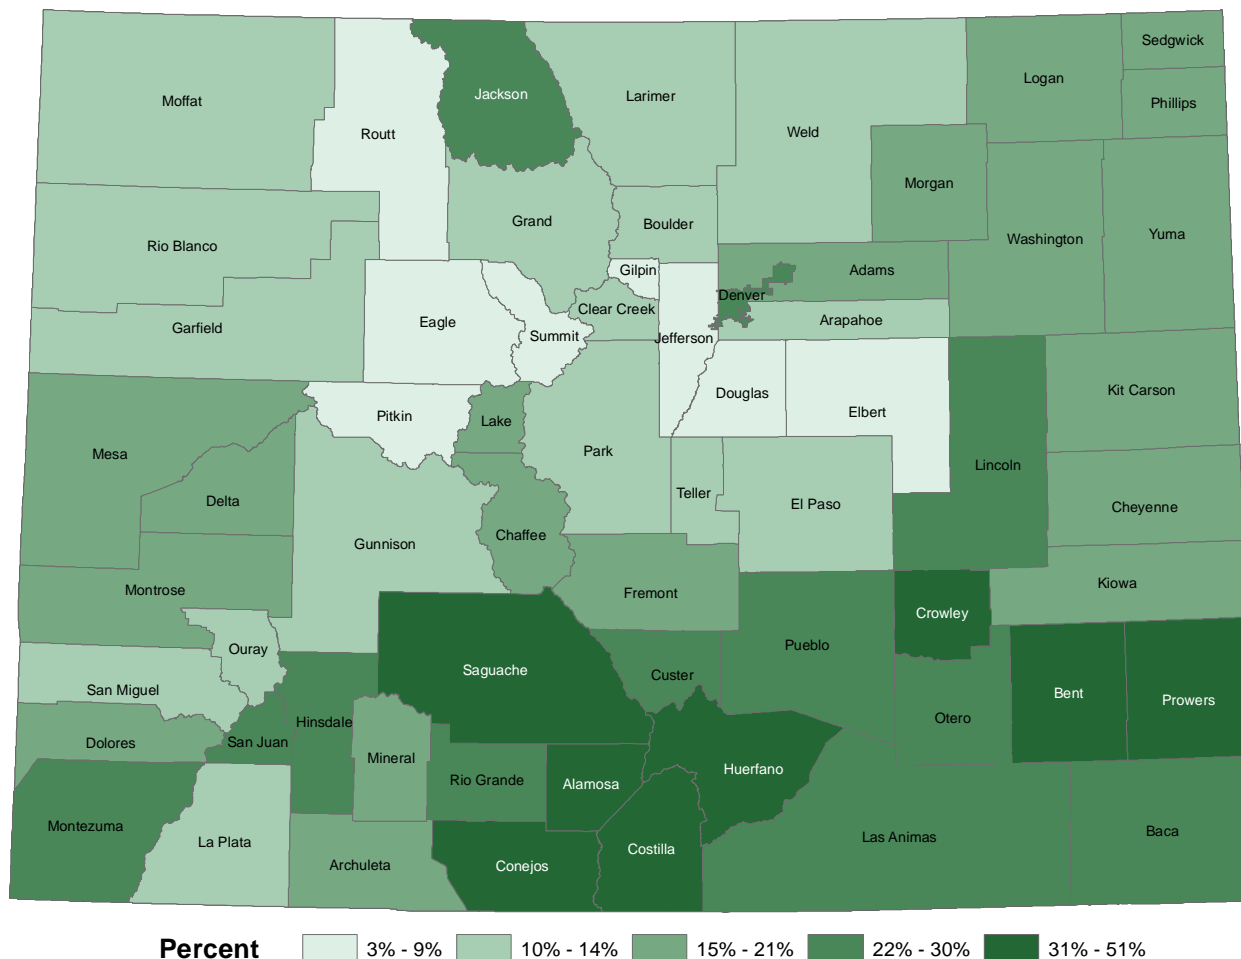 Sedgwick
Logan
Jackson
Larimer
Moffat
Phillips
Routt
Weld
Morgan
Grand
Boulder
Yuma
Rio Blanco
Washington
Gilpin
Adams
Denver
Clear Creek
Eagle
Arapahoe
Garfield
Summit
Jefferson
Kit Carson
Douglas
Elbert
Pitkin
Lake
Park
Mesa
Lincoln
Teller
Delta
El Paso
Cheyenne
Chaffee
Gunnison
Kiowa
Montrose
Fremont
Crowley
Pueblo
Ouray
Saguache
Custer
San Miguel
Bent
Prowers
Otero
Hinsdale
San Juan
Dolores
Mineral
Huerfano
Rio Grande
Alamosa
Montezuma
Baca
Las Animas
La Plata
Costilla
Archuleta
Conejos
Percent 3% - 9% 10% - 14% 15% - 21% 22% - 30% 31% - 51%